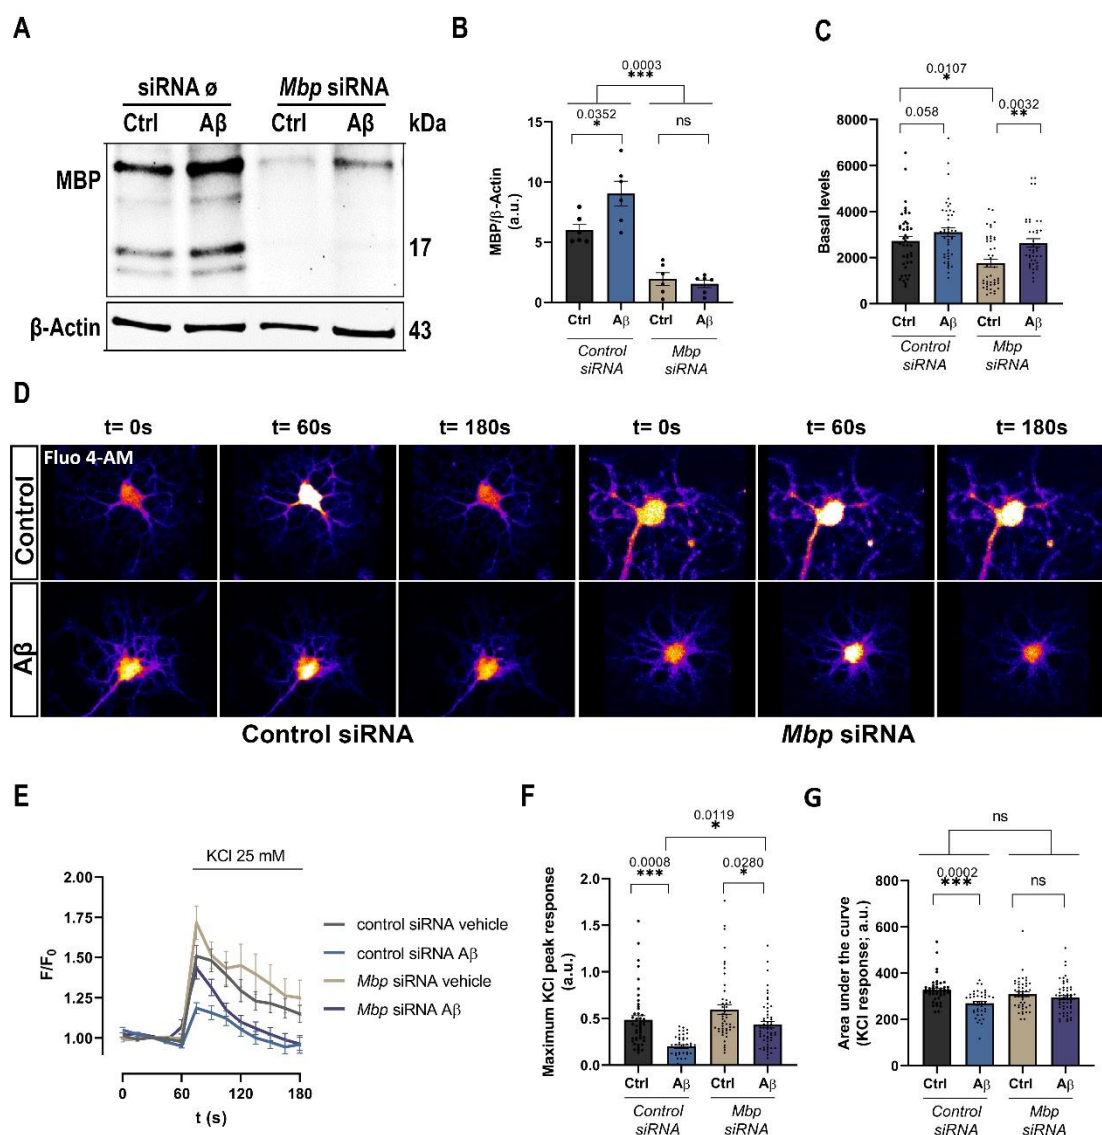 A
siRNA ø
Mbp siRNA
Ctrl
Aβ
Ctrl
Aβ
kDa
MBP
17
β-Actin
43
B
0.0003
***
0.0352
*
ns
15
10
5
0
MBP/β-Actin
(a.u.)
Ctrl
Aβ
Ctrl
Aβ
Control
siRNA
Mbp
siRNA
C
0.0107
*
0.058
0.0032
**
8000
6000
4000
2000
0
Basal levels
Ctrl
Aβ
Ctrl
Aβ
Control
siRNA
Mbp
siRNA
D
t= 0s
t= 60s
t= 180s
t= 0s
t= 60s
t= 180s
Fluo 4-AM
Control
Aβ
Control siRNA
Mbp siRNA
E
KCl 25 mM
2.00
1.75
1.50
1.25
1.00
F/F0
0
60
120
180
t (s)
control siRNA vehicle
control siRNA Aβ
Mbp siRNA vehicle
Mbp siRNA Aβ
F
0.0119
*
0.0008
***
0.0280
*
2.0
1.5
1.0
0.5
0.0
Maximum KCl peak response
(a.u.)
Ctrl
Aβ
Ctrl
Aβ
Control
siRNA
Mbp
siRNA
G
ns
0.0002
***
ns
800
600
400
200
0
Area under the curve
(KCl response; a.u.)
Ctrl
Aβ
Ctrl
Aβ
Control
siRNA
Mbp
siRNA